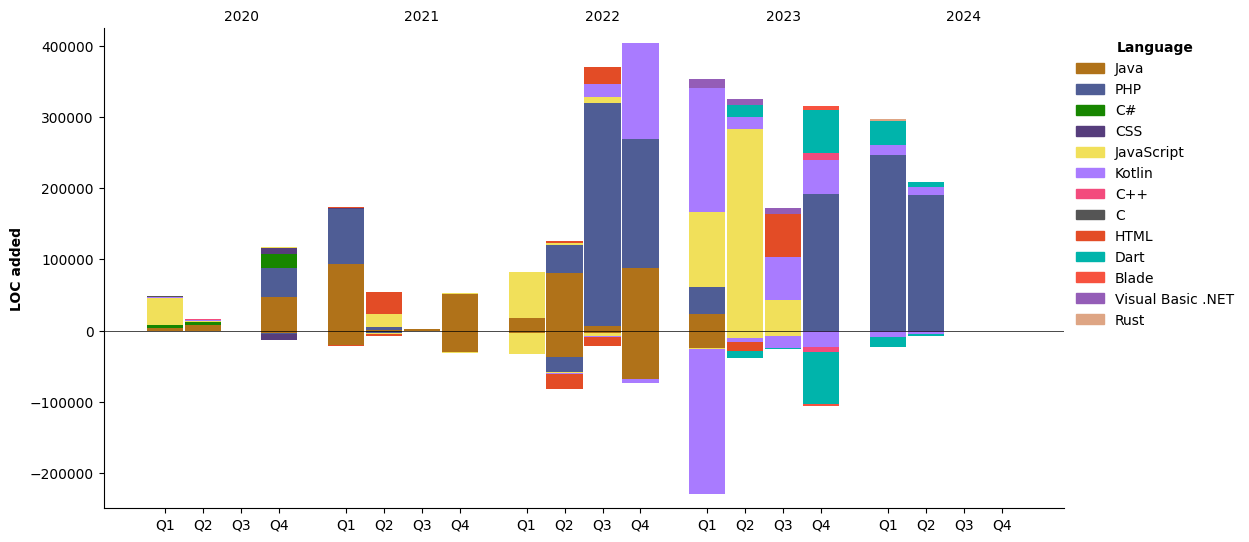 2020 2021 2022 2023 2024
400000
300000
200000
100000
0
−100000
−200000
LOC added
Q1 Q2 Q3 Q4 Q1 Q2 Q3 Q4 Q1 Q2 Q3 Q4 Q1 Q2 Q3 Q4 Q1 Q2 Q3 Q4
Language
Java
PHP
C#
CSS
JavaScript
Kotlin
C++
C
HTML
Dart
Blade
Visual Basic .NET
Rust